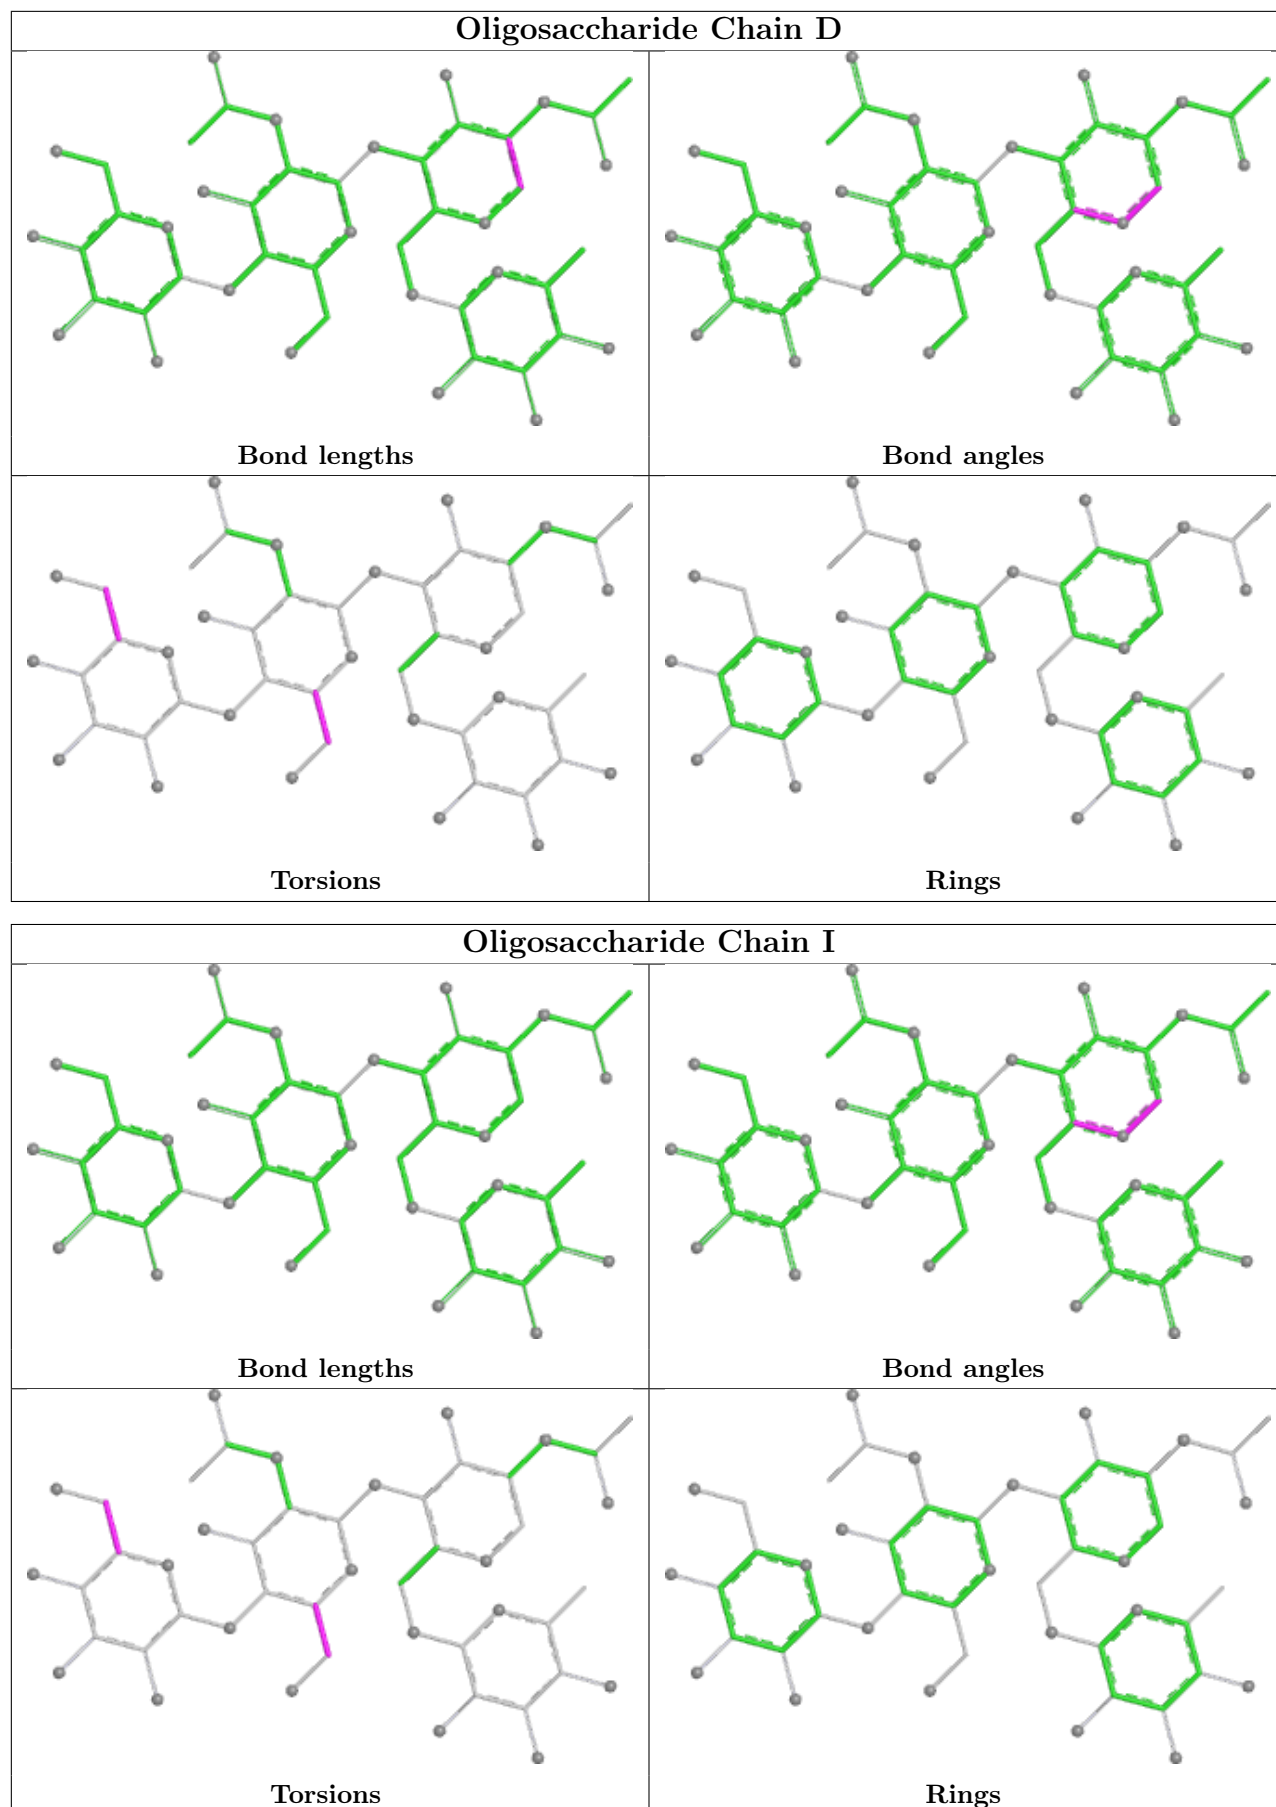 Oligosaccharide Chain D
Bond lengths
Bond angles
Torsions
Rings
Oligosaccharide Chain I
Bond lengths
Bond angles
Torsions
Rings